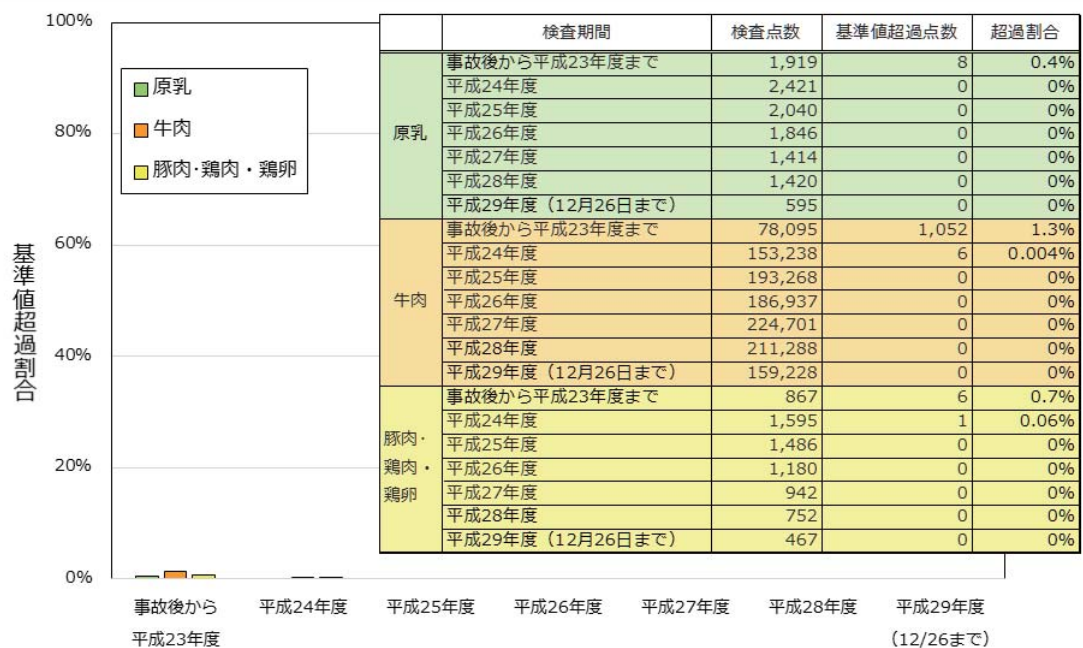 100%
80%
60%
40%
20%
0%
基準値超過割合
原乳
牛肉
豚肉·鶏肉・鶏卵
検査期間 検査点数 基準値超過点数 超過割合
原乳
事故後から平成23年度まで 1,919 8 0.4%
平成24年度 2,421 0 0%
平成25年度 2,040 0 0%
平成26年度 1,846 0 0%
平成27年度 1,414 0 0%
平成28年度 1,420 0 0%
平成29年度（12月26日まで） 595 0 0%
牛肉
事故後から平成23年度まで 78,095 1,052 1.3%
平成24年度 153,238 6 0.004%
平成25年度 193,268 0 0%
平成26年度 186,937 0 0%
平成27年度 224,701 0 0%
平成28年度 211,288 0 0%
平成29年度（12月26日まで） 159,228 0 0%
豚肉·
鶏肉・
鶏卵
事故後から平成23年度まで 867 6 0.7%
平成24年度 1,595 1 0.06%
平成25年度 1,486 0 0%
平成26年度 1,180 0 0%
平成27年度 942 0 0%
平成28年度 752 0 0%
平成29年度（12月26日まで） 467 0 0%
事故後から 平成24年度 平成25年度 平成26年度 平成27年度 平成28年度 平成29年度
平成23年度 （12/26まで）